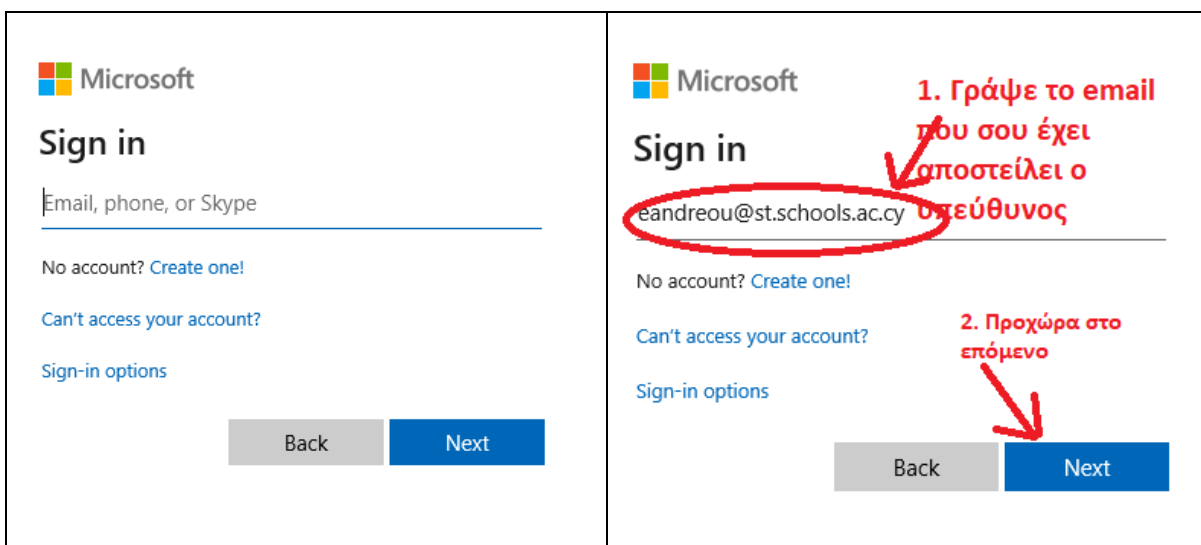 Microsoft
Sign in
Email, phone, or Skype
No account? Create one!
Can't access your account?
Sign-in options
Back
Next
Microsoft
1. Γράψε το email
που σου έχει
αποστείλει ο
υπεύθυνος
Sign in
eandreou@st.schools.ac.cy
No account? Create one!
Can't access your account?
2. Προχώρα στο
επόμενο
Sign-in options
Back
Next